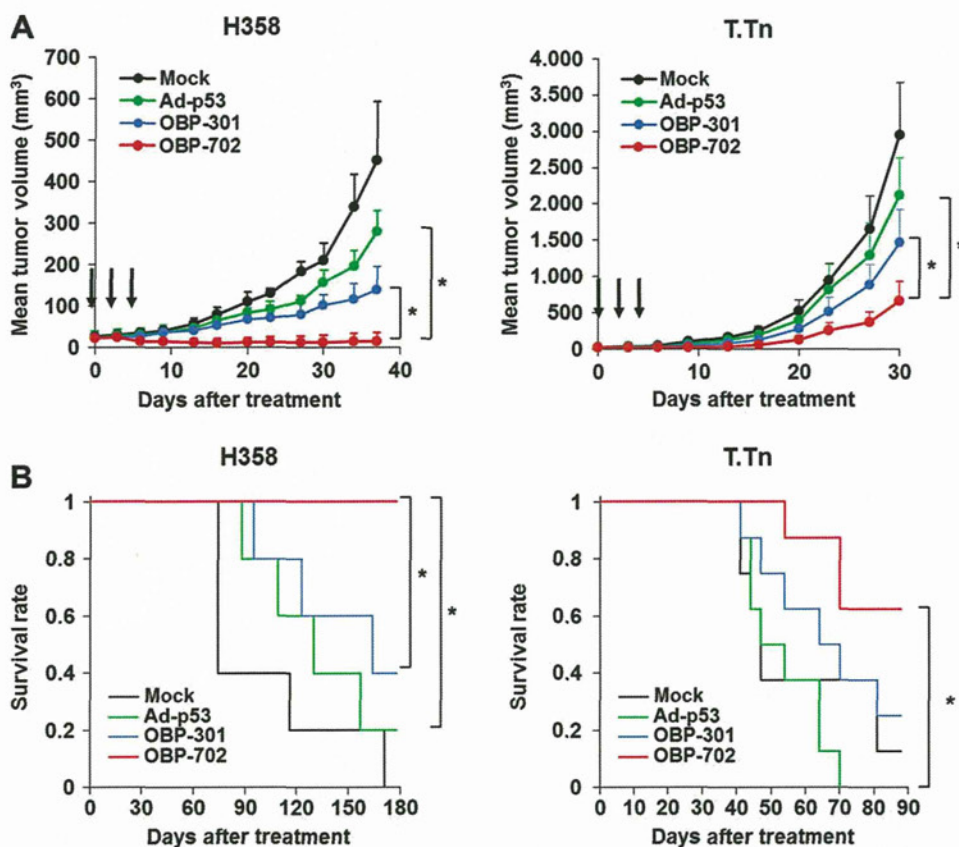 A
H358
Mean tumor volume (mm³)
700
600
500
400
300
200
100
0
Mock
Ad-p53
OBP-301
OBP-702
*
*
0 10 20 30 40
Days after treatment
T.Tn
Mean tumor volume (mm³)
4.000
3.500
3.000
2.500
2.000
1.500
1.000
500
0
Mock
Ad-p53
OBP-301
OBP-702
*
*
0 10 20 30
Days after treatment
B
H358
Survival rate
1
0.8
0.6
0.4
0.2
0
Mock
Ad-p53
OBP-301
OBP-702
*
*
0 30 60 90 120 150 180
Days after treatment
T.Tn
Survival rate
1
0.8
0.6
0.4
0.2
0
Mock
Ad-p53
OBP-301
OBP-702
*
0 10 20 30 40 50 60 70 80 90
Days after treatment